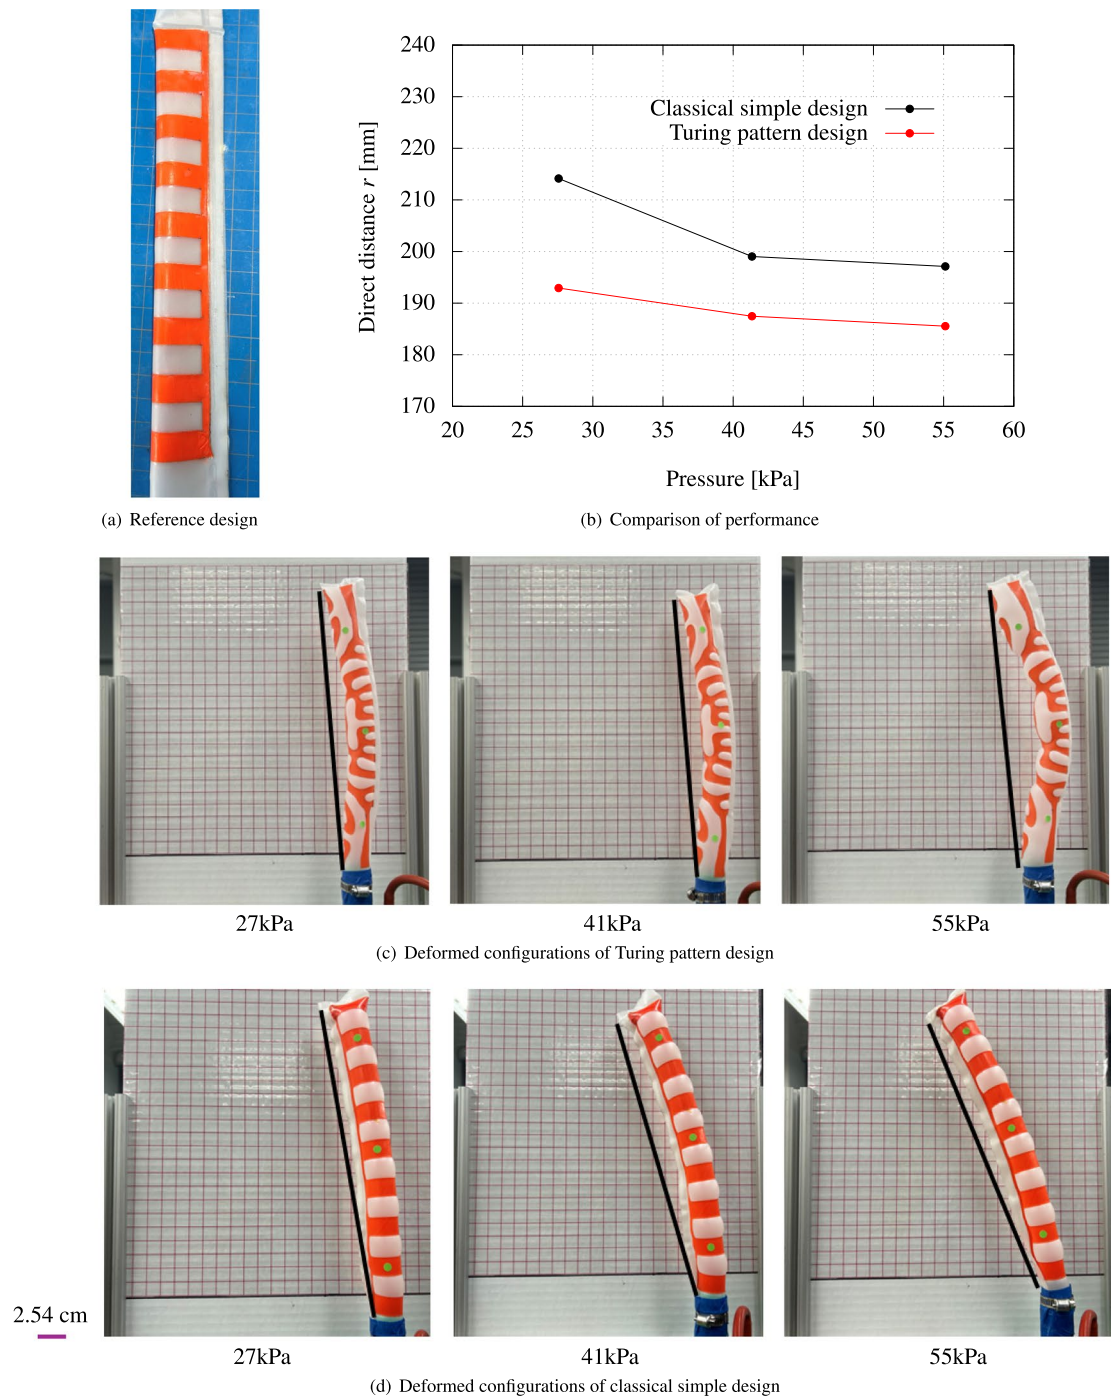 240
230
220
210
200
190
180
170
Direct distance r [mm]
Classical simple design
Turing pattern design
20 25 30 35 40 45 50 55 60
Pressure [kPa]
(a) Reference design
(b) Comparison of performance
27kPa 41kPa 55kPa
(c) Deformed configurations of Turing pattern design
2.54 cm
27kPa 41kPa 55kPa
(d) Deformed configurations of classical simple design